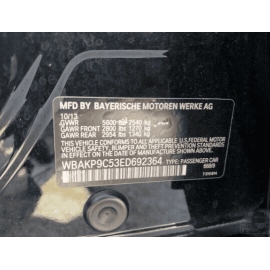 MFD BY BAYERISCHE MOTOREN WERKE AG
10/13
GVWR 5600 lbs 2540 kg
GAWR FRONT 2800 lbs 1270 kg
GAWR REAR 2954 lbs 1340 kg
THIS VEHICLE CONFORMS TO ALL APPLICABLE
U.S. FEDERAL MOTOR VEHICLE SAFETY, BUMPER,
AND THEFT PREVENTION STANDARDS IN EFFECT
ON THE DATE OF MANUFACTURE SHOWN ABOVE.
WBAKP9C53ED692364 TYPE: PASSENGER CAR